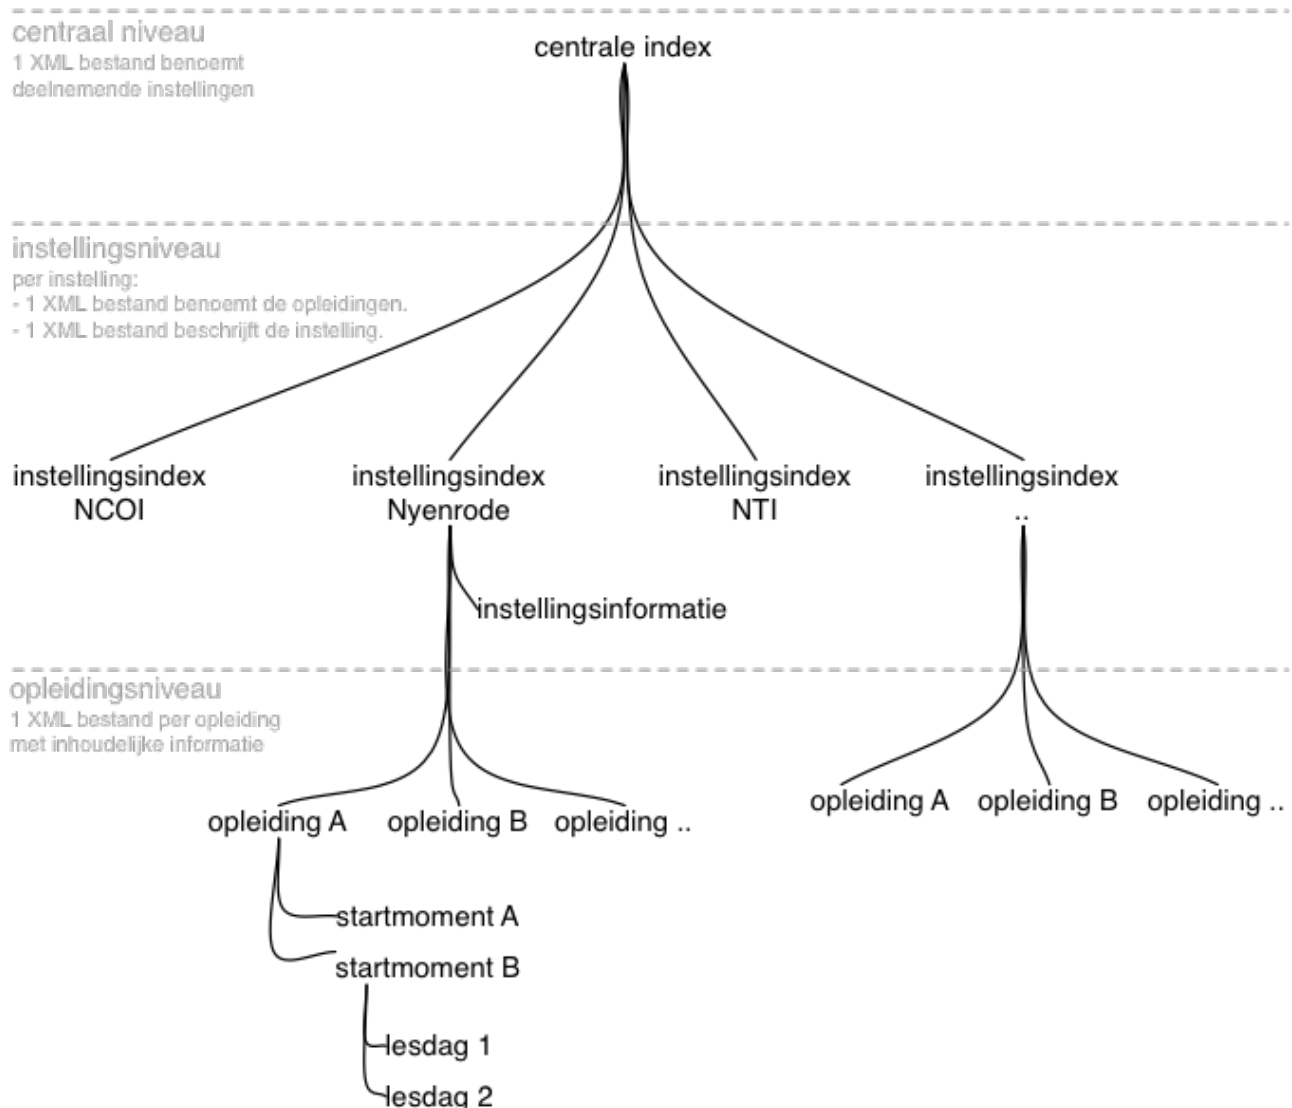 centraal niveau
1 XML bestand benoemt
deelnemende instellingen
centrale index
instellingsniveau
per instelling:
- 1 XML bestand benoemt de opleidingen.
- 1 XML bestand beschrijft de instelling.
instellingsindex
NCOI
instellingsindex
Nyenrode
instellingsindex
NTI
instellingsindex
..
instellingsinformatie
opleidingsniveau
1 XML bestand per opleiding
met inhoudelijke informatie
opleiding A
opleiding B
opleiding ..
opleiding A
opleiding B
opleiding ..
startmoment A
startmoment B
lesdag 1
lesdag 2